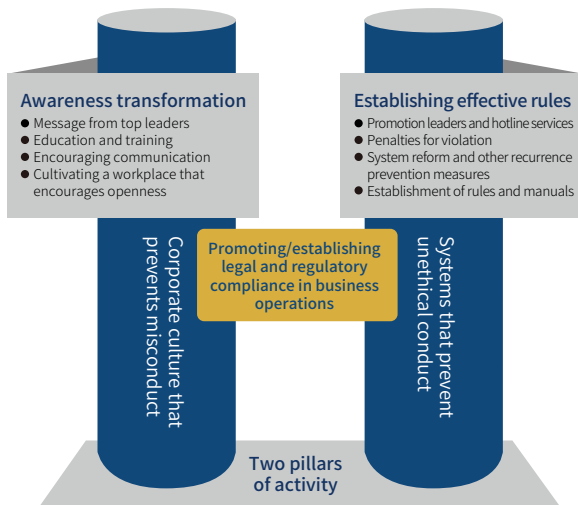 Awareness transformation
● Message from top leaders
● Education and training
● Encouraging communication
● Cultivating a workplace that
encourages openness
Establishing effective rules
● Promotion leaders and hotline services
● Penalties for violation
● System reform and other recurrence
prevention measures
● Establishment of rules and manuals
Corporate culture that
prevents misconduct
Promoting/establishing
legal and regulatory
compliance in business
operations
Systems that prevent
unethical conduct
Two pillars
of activity